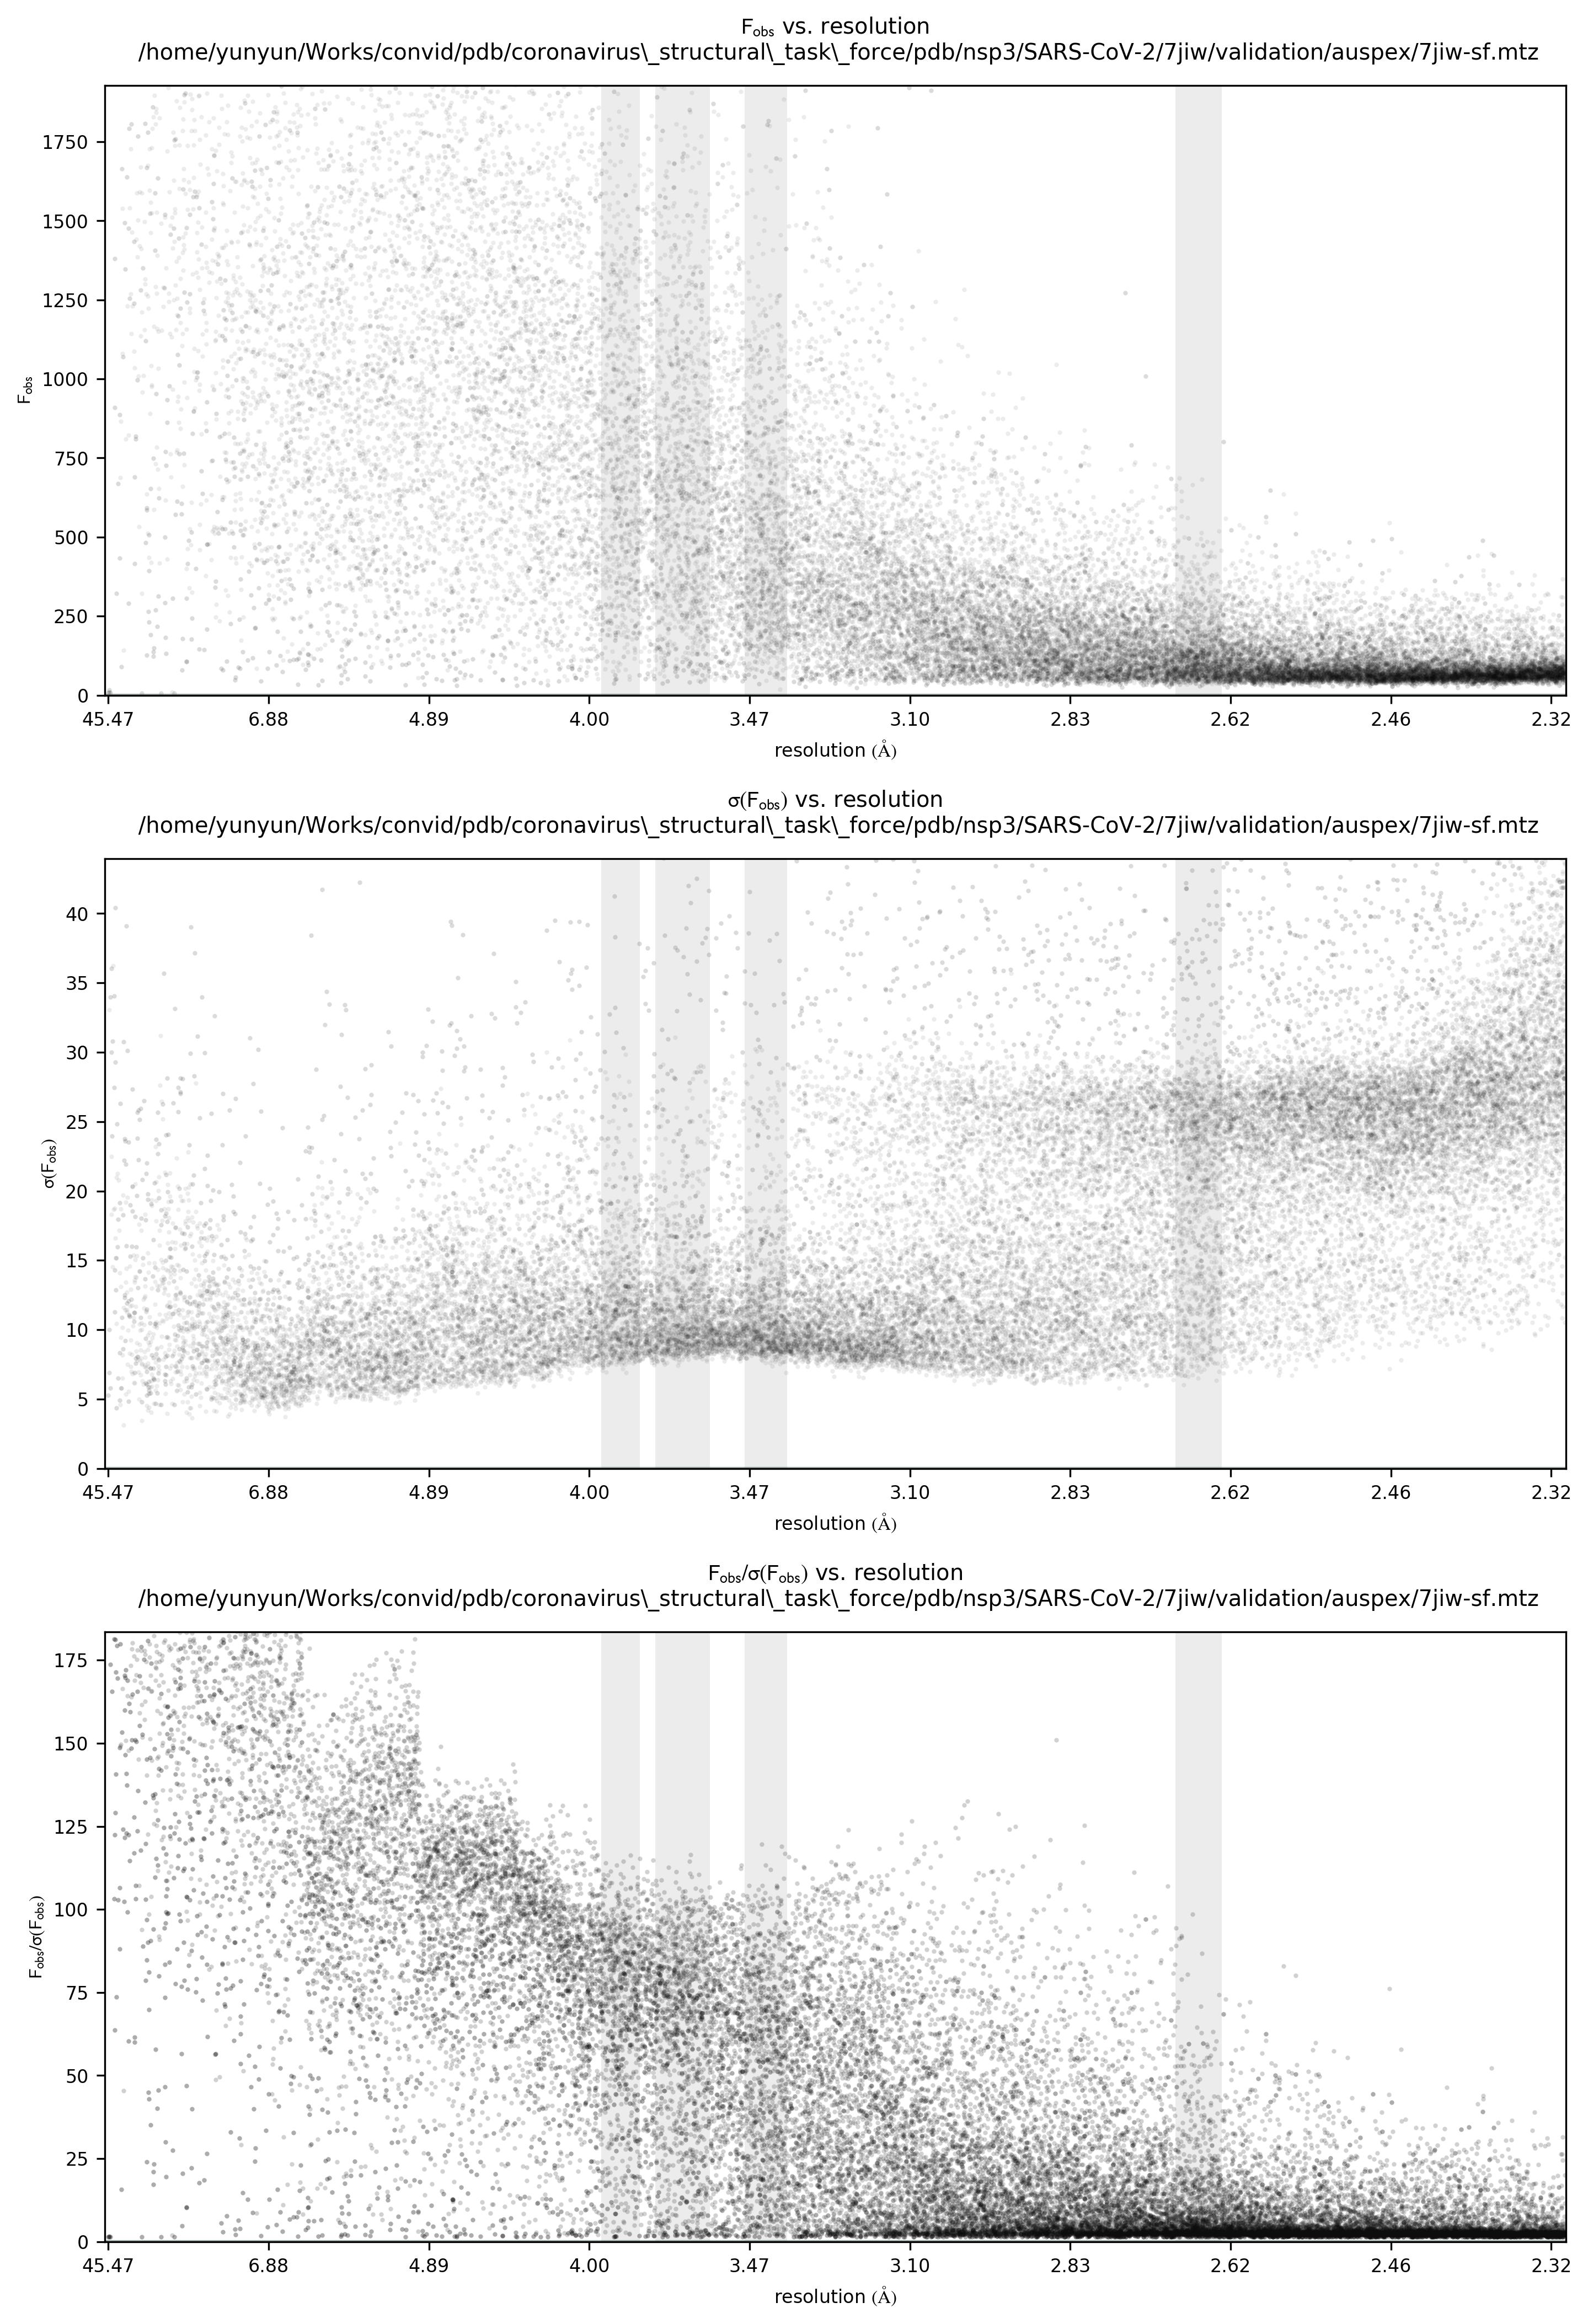 Fobs vs. resolution
/home/yunyun/Works/convid/pdb/coronavirus\_structural\_task\_force/pdb/nsp3/SARS-CoV-2/7jiw/validation/auspex/7jiw-sf.mtz
1750
1500
1250
1000
750
500
250
0
Fobs
45.47 6.88 4.89 4.00 3.47 3.10 2.83 2.62 2.46 2.32
resolution (Å)
σ(Fobs) vs. resolution
/home/yunyun/Works/convid/pdb/coronavirus\_structural\_task\_force/pdb/nsp3/SARS-CoV-2/7jiw/validation/auspex/7jiw-sf.mtz
40
35
30
25
20
15
10
5
0
σ(Fobs)
45.47 6.88 4.89 4.00 3.47 3.10 2.83 2.62 2.46 2.32
resolution (Å)
Fobs/σ(Fobs) vs. resolution
/home/yunyun/Works/convid/pdb/coronavirus\_structural\_task\_force/pdb/nsp3/SARS-CoV-2/7jiw/validation/auspex/7jiw-sf.mtz
175
150
125
100
75
50
25
0
Fobs/σ(Fobs)
45.47 6.88 4.89 4.00 3.47 3.10 2.83 2.62 2.46 2.32
resolution (Å)